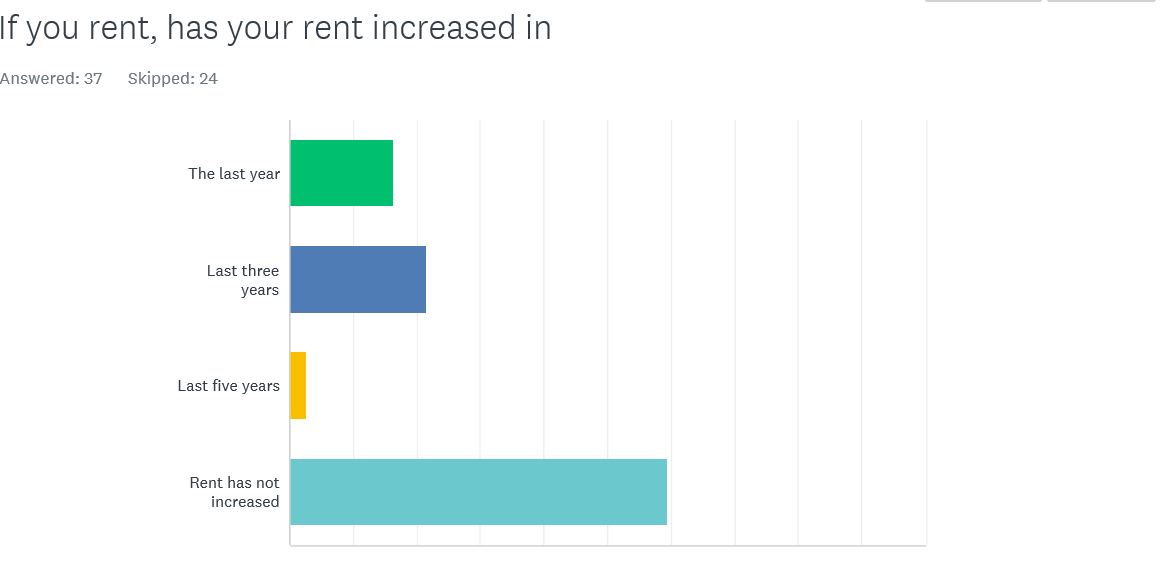 If you rent, has your rent increased in
Answered: 37 Skipped: 24
The last year
Last three
years
Last five years
Rent has not
increased